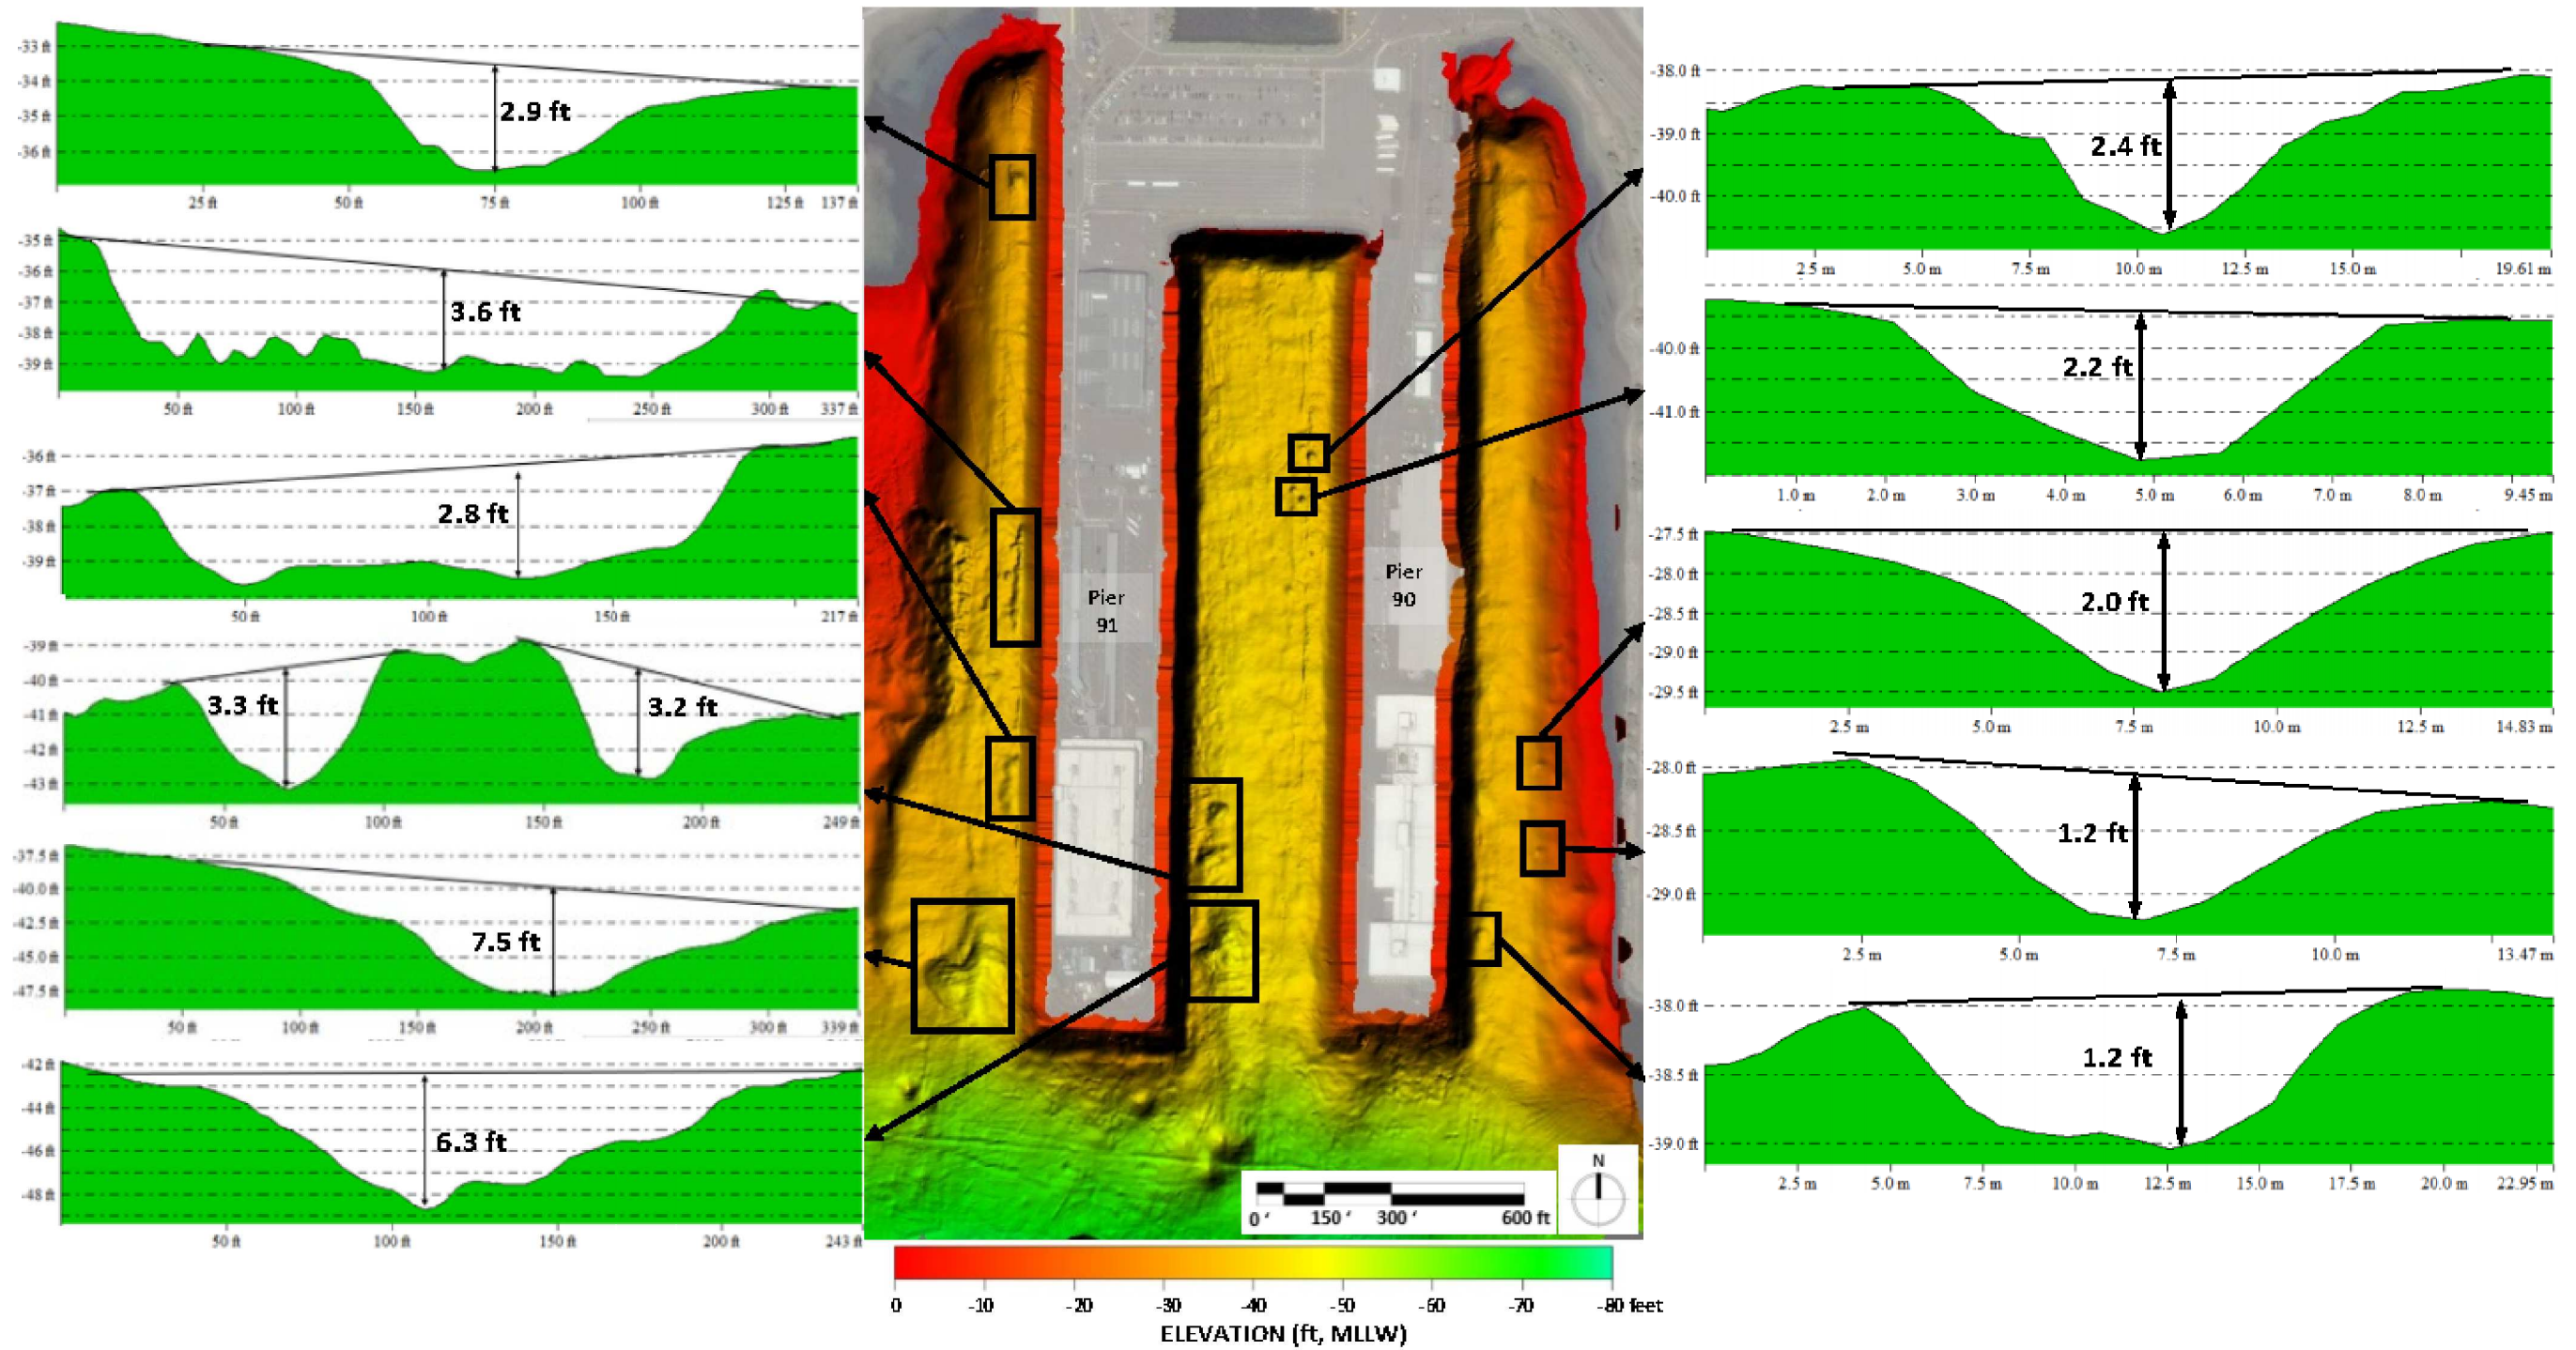 -33 ft
-34 ft
-35 ft
-36 ft
2.9 ft
25 ft 50 ft 75 ft 100 ft 125 ft 137 ft
-35 ft
-36 ft
-37 ft
-38 ft
-39 ft
3.6 ft
50 ft 100 ft 150 ft 200 ft 250 ft 300 ft 337 ft
-36 ft
-37 ft
-38 ft
-39 ft
2.8 ft
50 ft 100 ft 150 ft 217 ft
-39 ft
-40 ft
-41 ft
-42 ft
-43 ft
3.3 ft 3.2 ft
50 ft 100 ft 150 ft 200 ft 249 ft
-37.5 ft
-40.0 ft
-42.5 ft
-45.0 ft
-47.5 ft
7.5 ft
50 ft 100 ft 150 ft 200 ft 250 ft 300 ft 339 ft
-42 ft
-44 ft
-46 ft
-48 ft
6.3 ft
50 ft 100 ft 150 ft 200 ft 243 ft
Pier
91
Pier
90
N
0 ' 150 ' 300 ' 600 ft
0 -10 -20 -30 -40 -50 -60 -70 -80 feet
ELEVATION (ft, MLLW)
-38.0 ft
-39.0 ft
-40.0 ft
2.4 ft
2.5 m 5.0 m 7.5 m 10.0 m 12.5 m 15.0 m 19.61 m
-40.0 ft
-41.0 ft
2.2 ft
1.0 m 2.0 m 3.0 m 4.0 m 5.0 m 6.0 m 7.0 m 8.0 m 9.45 m
-27.5 ft
-28.0 ft
-28.5 ft
-29.0 ft
-29.5 ft
2.0 ft
2.5 m 5.0 m 7.5 m 10.0 m 12.5 m 14.83 m
-28.0 ft
-28.5 ft
-29.0 ft
1.2 ft
2.5 m 5.0 m 7.5 m 10.0 m 13.47 m
-38.0 ft
-38.5 ft
-39.0 ft
1.2 ft
2.5 m 5.0 m 7.5 m 10.0 m 12.5 m 15.0 m 17.5 m 20.0 m 22.95 m